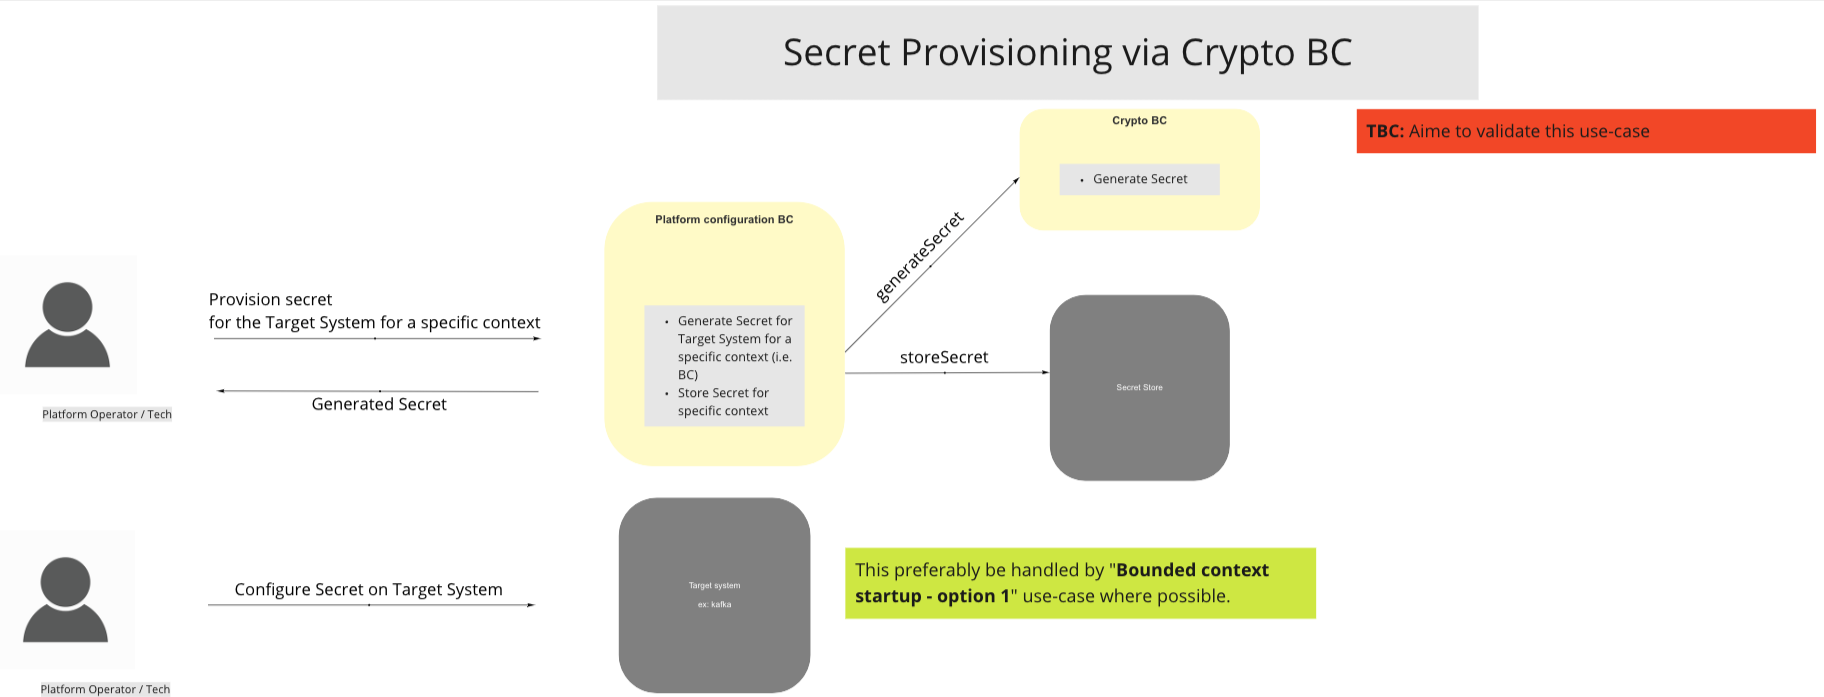 Secret Provisioning via Crypto BC
Crypto BC
• Generate Secret
TBC: Aime to validate this use-case
Platform configuration BC
• Generate Secret for
Target System for a
specific context (i.e.
BC)
• Store Secret for
specific context
generateSecret
storeSecret
Secret Store
Provision secret
for the Target System for a specific context
Generated Secret
Platform Operator / Tech
Configure Secret on Target System
Target system
ex: kafka
This preferably be handled by "Bounded context
startup - option 1" use-case where possible.
Platform Operator / Tech